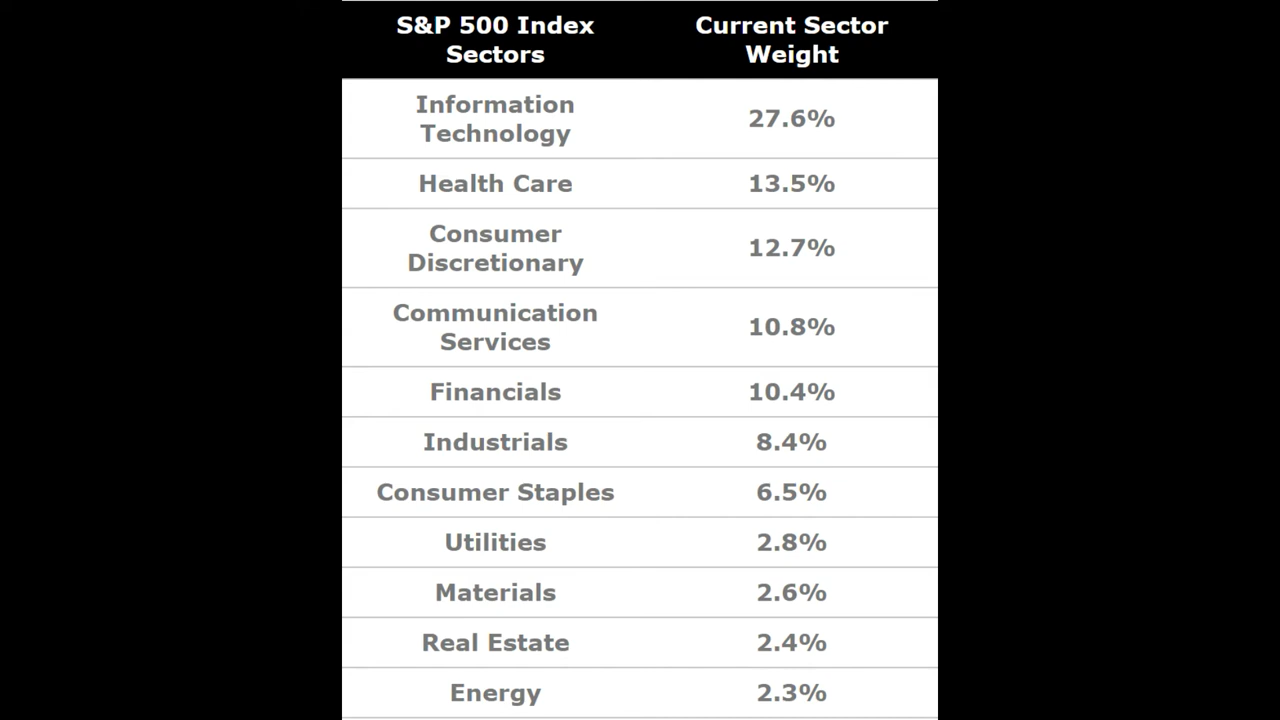 S&P 500 Index
Sectors
Current Sector
Weight
Information
Technology
27.6%
Health Care
13.5%
Consumer
Discretionary
12.7%
Communication
Services
10.8%
Financials
10.4%
Industrials
8.4%
Consumer Staples
6.5%
Utilities
2.8%
Materials
2.6%
Real Estate
2.4%
Energy
2.3%